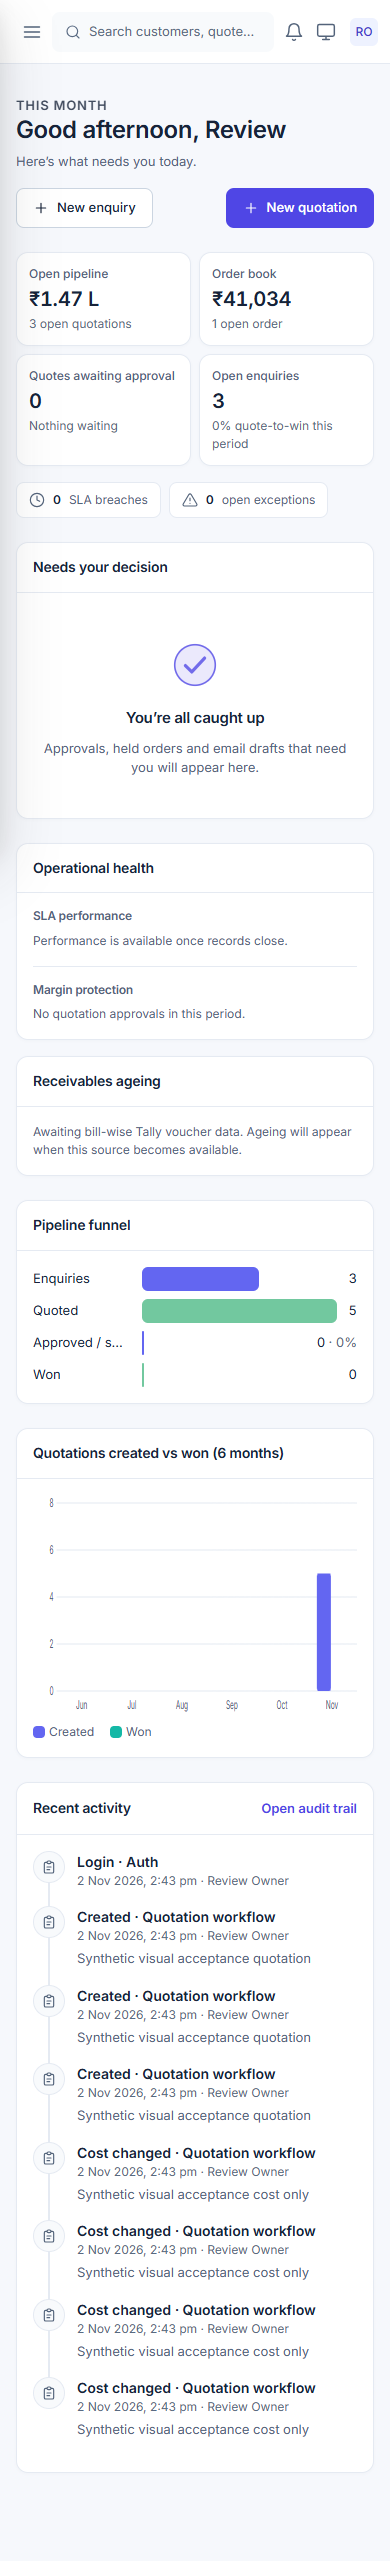 Search customers, quote...
RO
THIS MONTH
Good afternoon, Review
Here's what needs you today.
New enquiry
New quotation
Open pipeline
₹1.47 L
3 open quotations
Order book
₹41,034
1 open order
Quotes awaiting approval
0
Nothing waiting
Open enquiries
3
0% quote-to-win this
period
0 SLA breaches
0 open exceptions
Needs your decision
You're all caught up
Approvals, held orders and email drafts that need
you will appear here.
Operational health
SLA performance
Performance is available once records close.
Margin protection
No quotation approvals in this period.
Receivables ageing
Awaiting bill-wise Tally voucher data. Ageing will appear
when this source becomes available.
Pipeline funnel
Enquiries 3
Quoted 5
Approved / s... 0 · 0%
Won 0
Quotations created vs won (6 months)
8
6
4
2
0
Jun Jul Aug Sep Oct Nov
Created Won
Recent activity
Open audit trail
Login · Auth
2 Nov 2026, 2:43 pm · Review Owner
Created · Quotation workflow
2 Nov 2026, 2:43 pm · Review Owner
Synthetic visual acceptance quotation
Created · Quotation workflow
2 Nov 2026, 2:43 pm · Review Owner
Synthetic visual acceptance quotation
Created · Quotation workflow
2 Nov 2026, 2:43 pm · Review Owner
Synthetic visual acceptance quotation
Cost changed · Quotation workflow
2 Nov 2026, 2:43 pm · Review Owner
Synthetic visual acceptance cost only
Cost changed · Quotation workflow
2 Nov 2026, 2:43 pm · Review Owner
Synthetic visual acceptance cost only
Cost changed · Quotation workflow
2 Nov 2026, 2:43 pm · Review Owner
Synthetic visual acceptance cost only
Cost changed · Quotation workflow
2 Nov 2026, 2:43 pm · Review Owner
Synthetic visual acceptance cost only